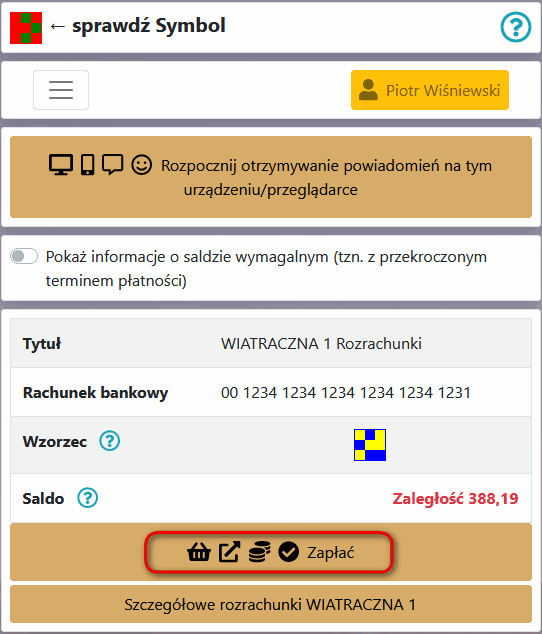 ← sprawdź Symbol
Piotr Wiśniewski
Rozpocznij otrzymywanie powiadomień na tym
urządzeniu/przeglądarce
Pokaż informacje o saldzie wymagalnym (tzn. z przekroczonym
terminem płatności)
Tytuł WIATRACZNA 1 Rozrachunki
Rachunek bankowy 00 1234 1234 1234 1234 1234 1231
Wzorzec
Saldo Zaległość 388,19
Zapłać
Szczegółowe rozrachunki WIATRACZNA 1